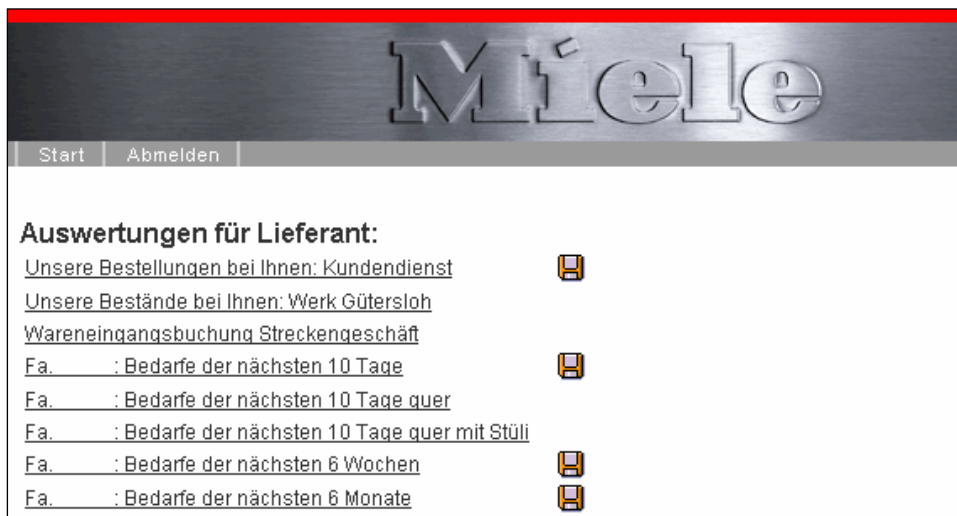 Miele
Start Abmelden
Auswertungen für Lieferant:
Unsere Bestellungen bei Ihnen: Kundendienst
Unsere Bestände bei Ihnen: Werk Gütersloh
Wareneingangsbuchung Streckengeschäft
Fa. : Bedarfe der nächsten 10 Tage
Fa. : Bedarfe der nächsten 10 Tage quer
Fa. : Bedarfe der nächsten 10 Tage quer mit Stüli
Fa. : Bedarfe der nächsten 6 Wochen
Fa. : Bedarfe der nächsten 6 Monate